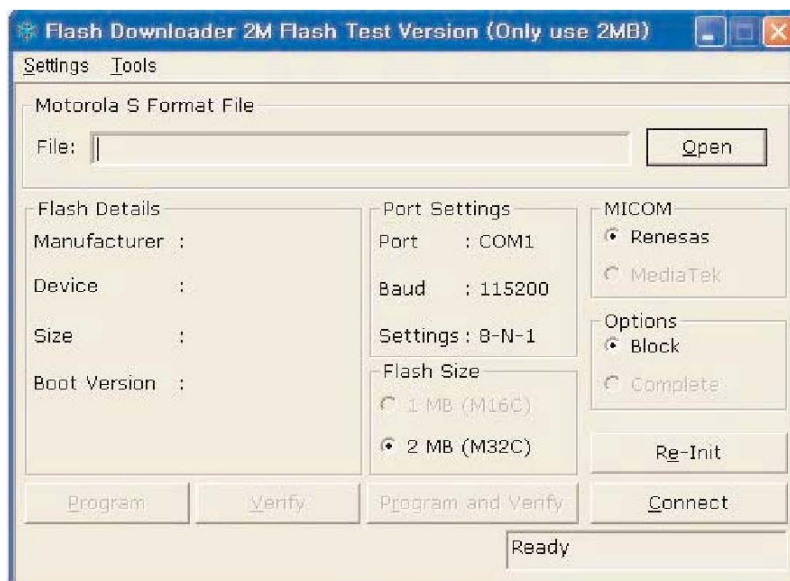 Flash Downloader 2M Flash Test Version (Only use 2MB)
Settings Tools
Motorola S Format File
File: Open
Flash Details
Manufacturer :
Device :
Size :
Boot Version :
Port Settings
Port : COM1
Baud : 115200
Settings : 8-N-1
Flash Size
1 MB (M16C)
2 MB (M32C)
MICOM
Renesas
MediaTek
Options
Block
Complete
Re-Init
Program Verify Program and Verify Connect
Ready